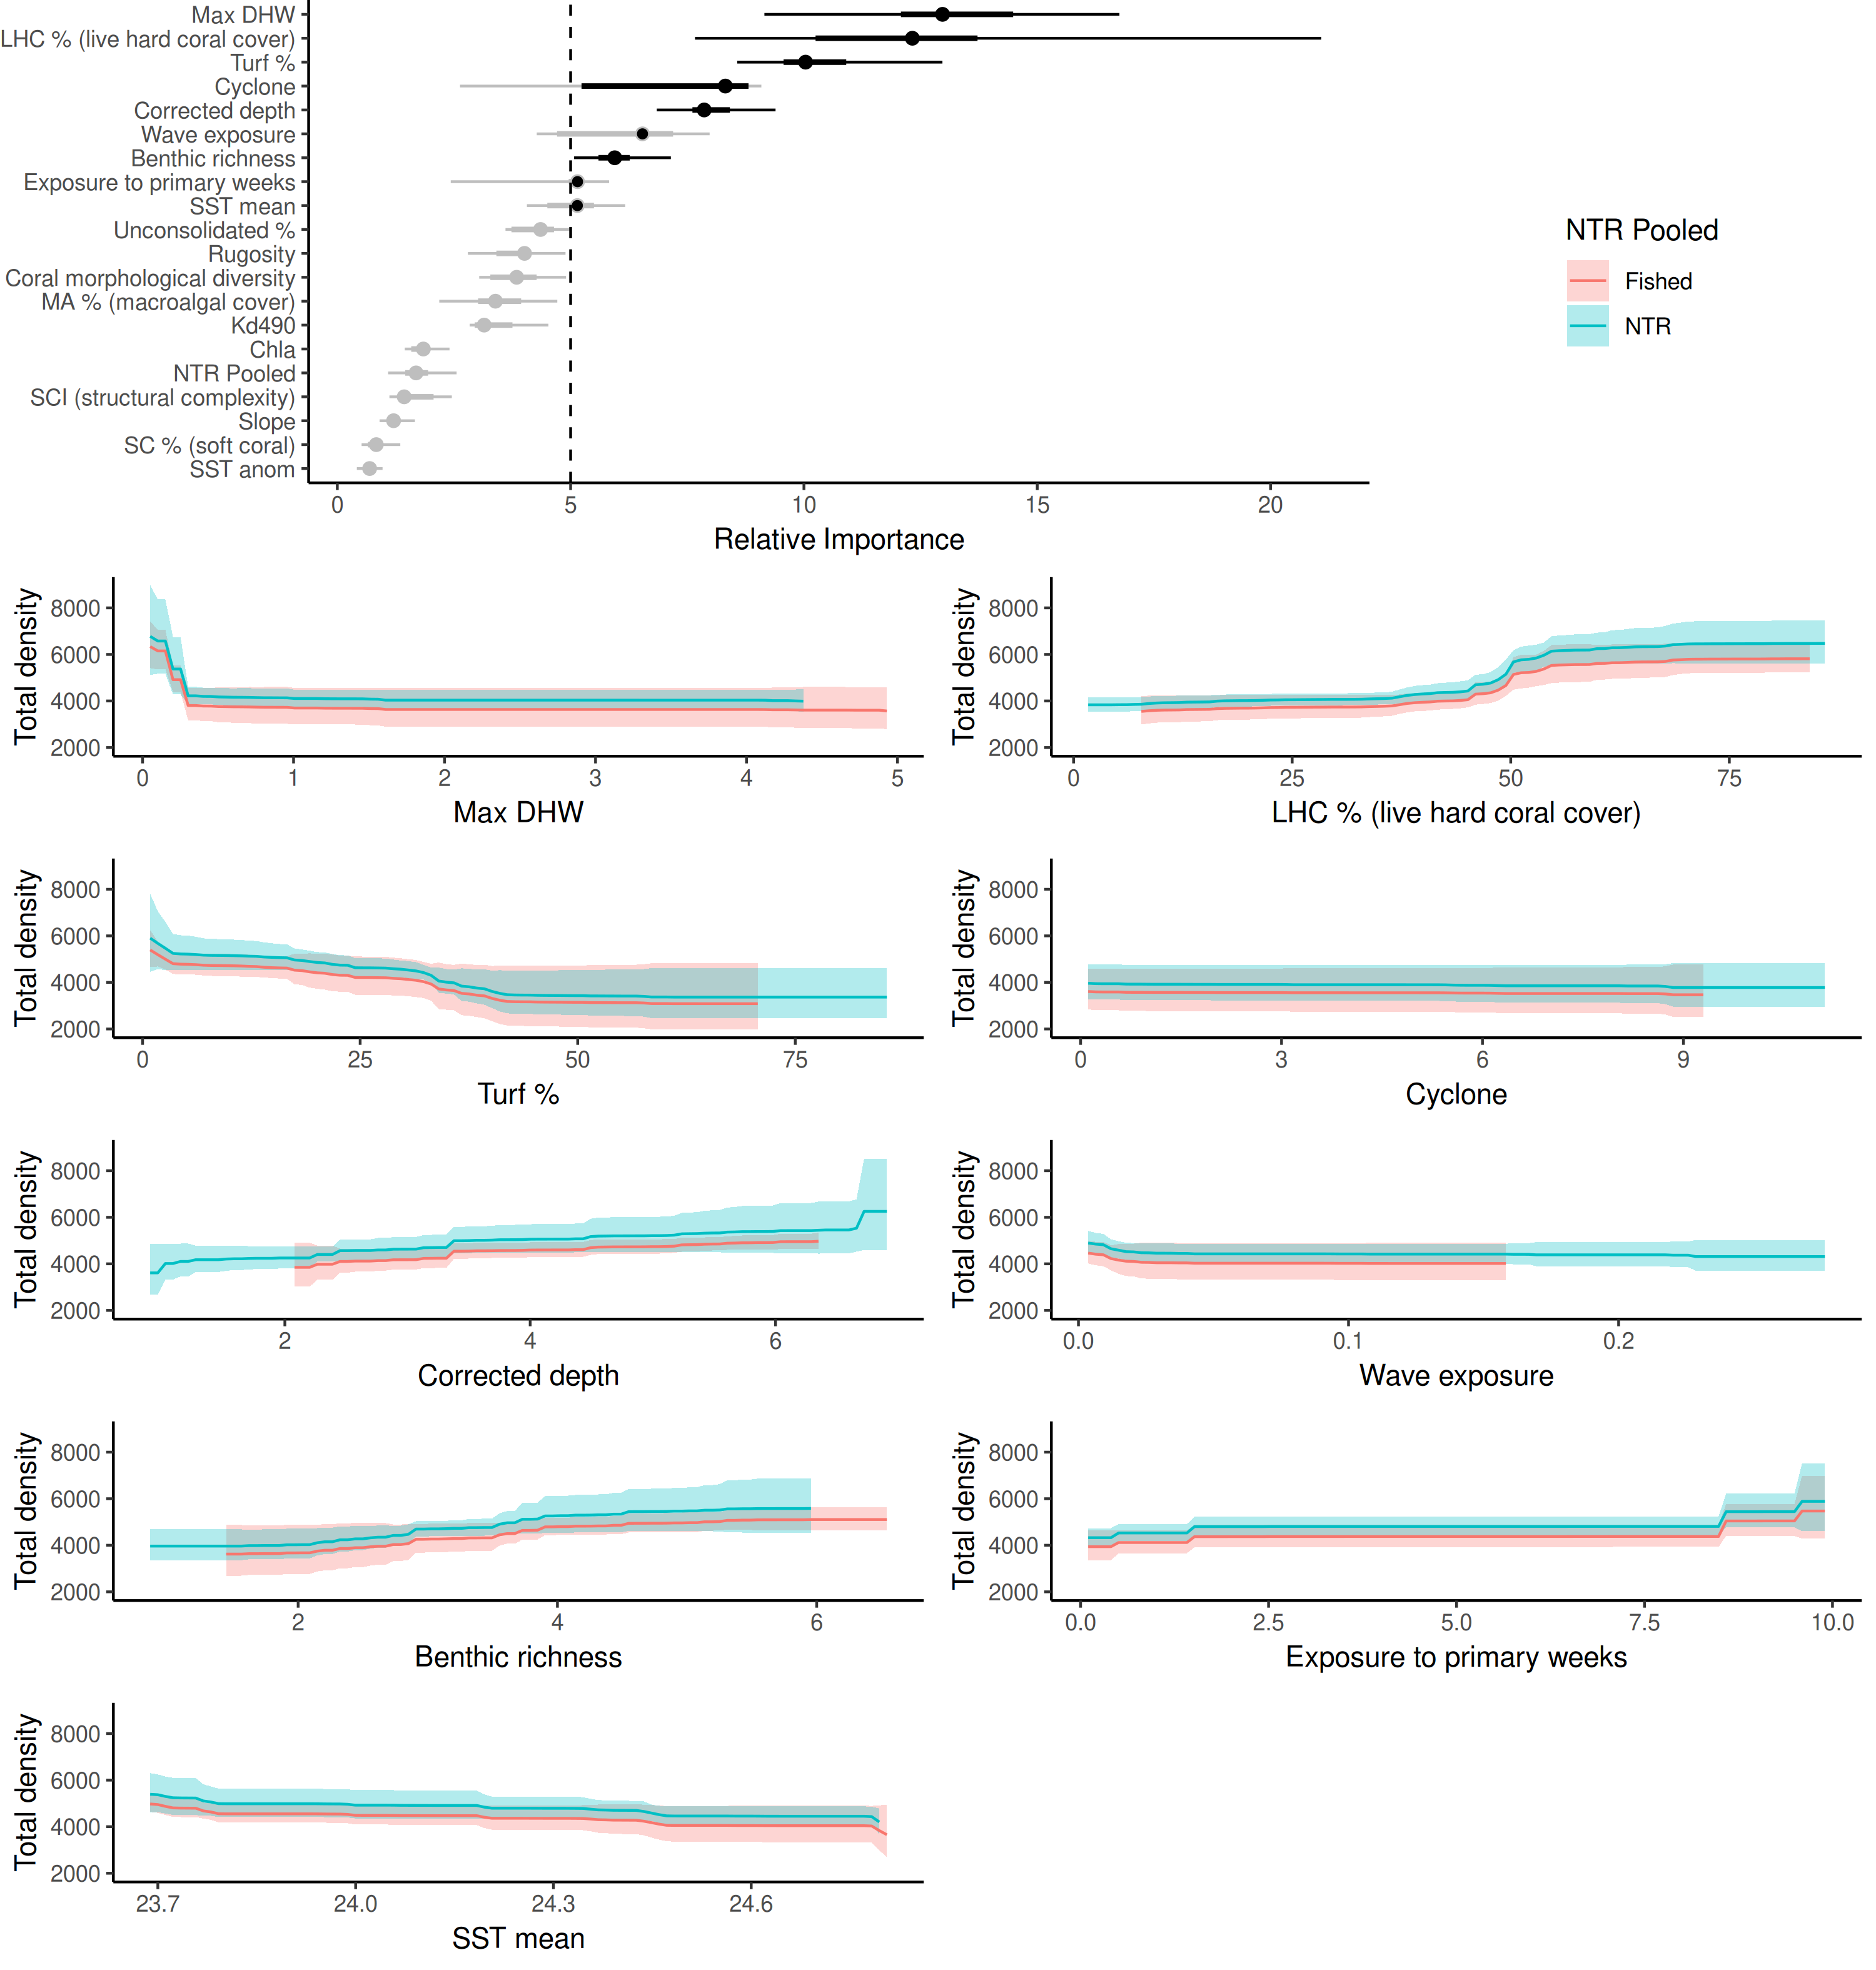 Max DHW
LHC % (live hard coral cover)
Turf %
Cyclone
Corrected depth
Wave exposure
Benthic richness
Exposure to primary weeks
SST mean
Unconsolidated %
Rugosity
Coral morphological diversity
MA % (macroalgal cover)
Kd490
Chla
NTR Pooled
SCI (structural complexity)
Slope
SC % (soft coral)
SST anom
0 5 10 15 20
Relative Importance
NTR Pooled
Fished
NTR
Total density
8000
6000
4000
2000
0 1 2 3 4 5
Max DHW
Total density
8000
6000
4000
2000
0 25 50 75
LHC % (live hard coral cover)
Total density
8000
6000
4000
2000
0 25 50 75
Turf %
Total density
8000
6000
4000
2000
0 3 6 9
Cyclone
Total density
8000
6000
4000
2000
2 4 6
Corrected depth
Total density
8000
6000
4000
2000
0.0 0.1 0.2
Wave exposure
Total density
8000
6000
4000
2000
2 4 6
Benthic richness
Total density
8000
6000
4000
2000
0.0 2.5 5.0 7.5 10.0
Exposure to primary weeks
Total density
8000
6000
4000
2000
23.7 24.0 24.3 24.6
SST mean